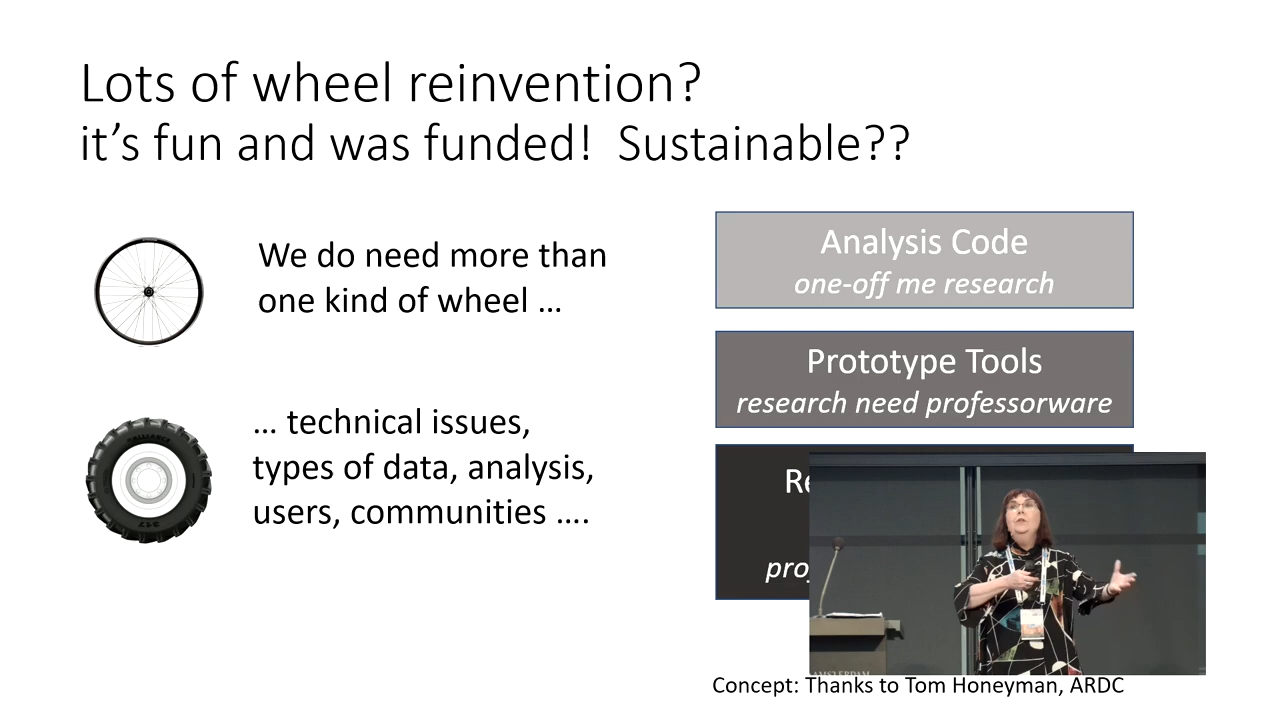 Lots of wheel reinvention?
it's fun and was funded!  Sustainable??
We do need more than
one kind of wheel …
… technical issues,
types of data, analysis,
users, communities ….
Analysis Code
one-off me research
Prototype Tools
research need professorware
Concept: Thanks to Tom Honeyman, ARDC